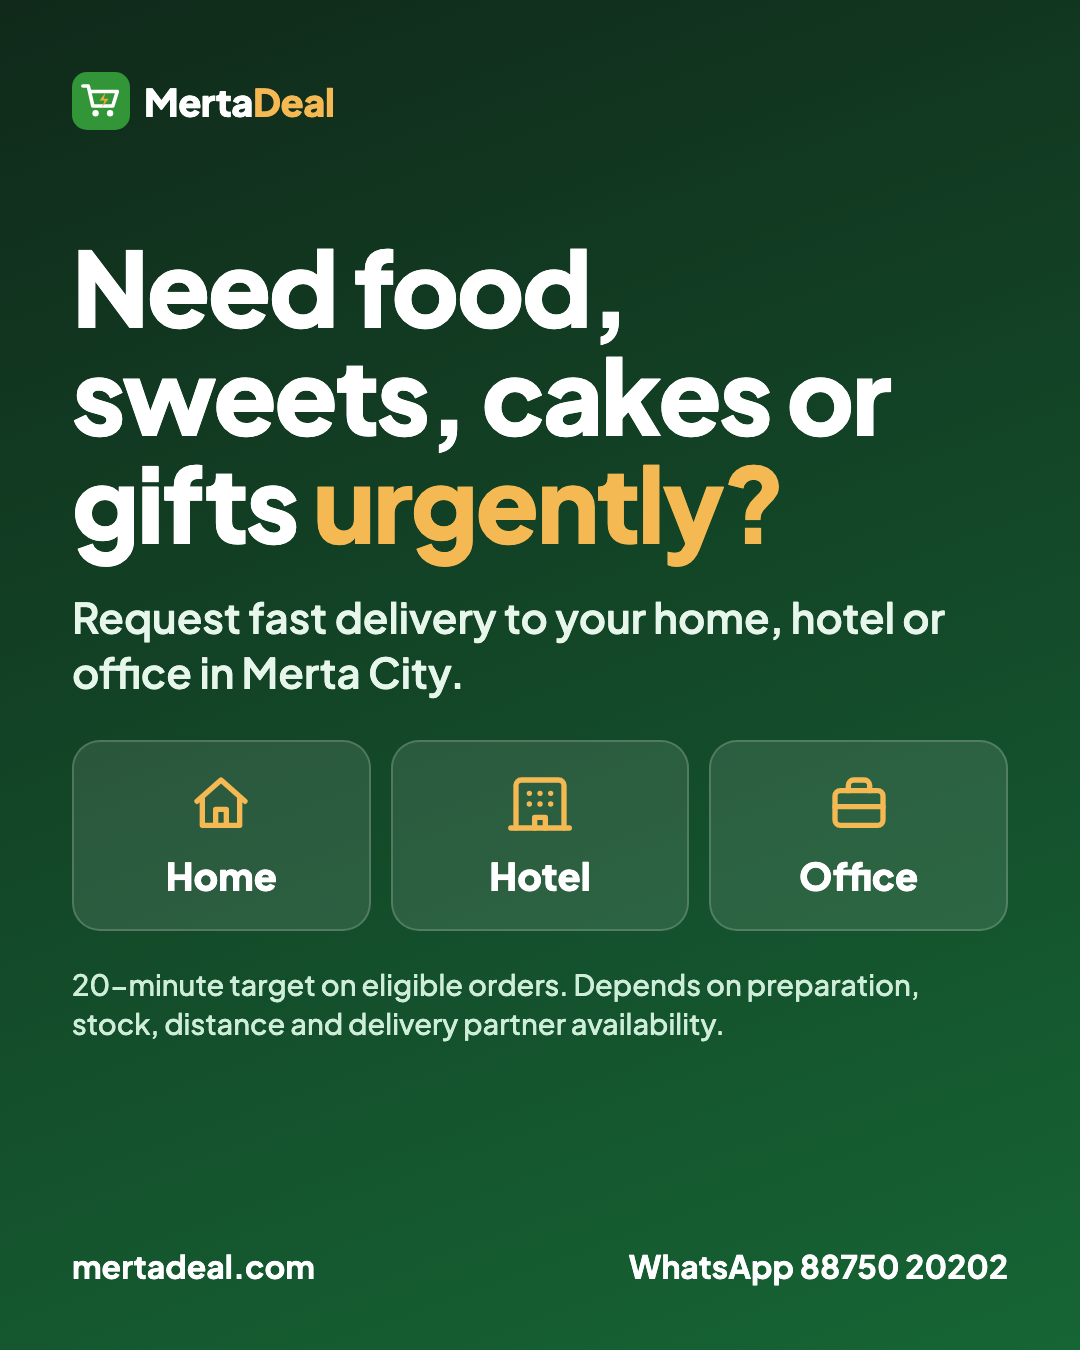 MertaDeal
Need food,
sweets, cakes or
gifts urgently?
Request fast delivery to your home, hotel or
office in Merta City.
Home
Hotel
Office
20-minute target on eligible orders. Depends on preparation,
stock, distance and delivery partner availability.
mertadeal.com
WhatsApp 88750 20202